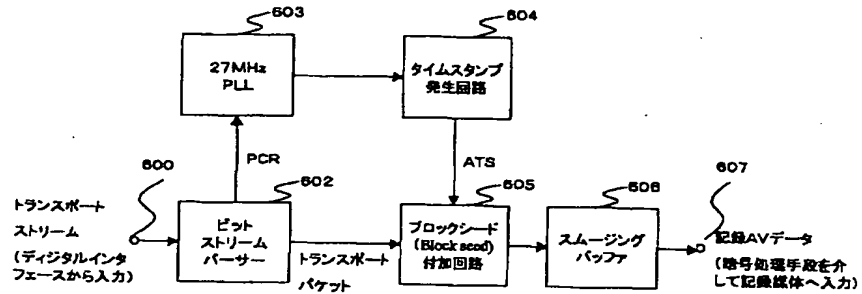 603
604
27MHz
PLL
タイムスタンプ
発生回路
600
PCR
602
ATS
605
606
607
トランスポート
ストリーム
(ディジタルインタ
フェースから入力)
ビット
ストリーム
パーサー
トランスポート
パケット
ブロックシード
(Block seed)
付加回路
スムージング
バッファ
記録AVデータ
(暗号処理手段を介
して記録媒体へ入力)